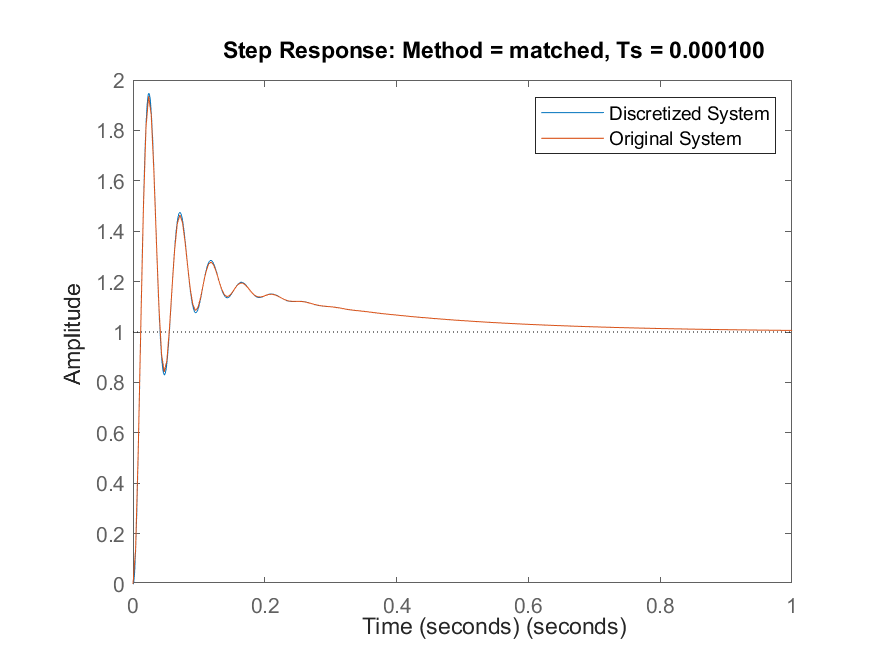 Step Response: Method = matched, Ts = 0.000100
Discretized System
Original System
Amplitude
2
1.8
1.6
1.4
1.2
1
0.8
0.6
0.4
0.2
0
0 0.2 0.4 0.6 0.8 1
Time (seconds) (seconds)